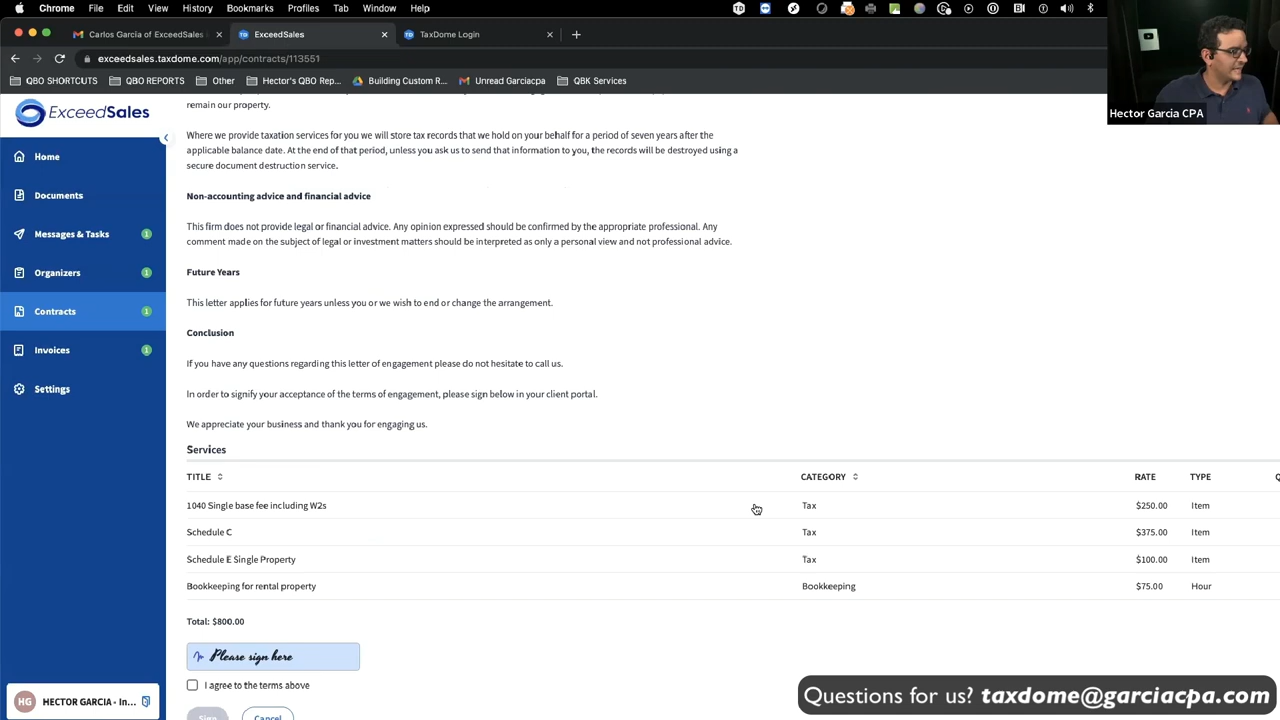 Chrome File Edit View History Bookmarks Profiles Tab Window Help
Carlos Garcia of ExceedSales
ExceedSales
TaxDome Login
exceedsales.taxdome.com/app/contracts/113551
QBO SHORTCUTS QBO REPORTS Other Hector's QBO Rep... Building Custom R... Unread Garciacpa QBK Services
Hector Garcia CPA
ExceedSales
Home
Documents
Messages & Tasks 1
Organizers 1
Contracts 1
Invoices 1
Settings
HG HECTOR GARCIA - In...
remain our property.
Where we provide taxation services for you we will store tax records that we hold on your behalf for a period of seven years after the
applicable balance date. At the end of that period, unless you ask us to send that information to you, the records will be destroyed using a
secure document destruction service.
Non-accounting advice and financial advice
This firm does not provide legal or financial advice. Any opinion expressed should be confirmed by the appropriate professional. Any
comment made on the subject of legal or investment matters should be interpreted as only a personal view and not professional advice.
Future Years
This letter applies for future years unless you or we wish to end or change the arrangement.
Conclusion
If you have any questions regarding this letter of engagement please do not hesitate to call us.
In order to signify your acceptance of the terms of engagement, please sign below in your client portal.
We appreciate your business and thank you for engaging us.
Services
TITLE CATEGORY RATE TYPE
1040 Single base fee including W2s Tax $250.00 Item
Schedule C Tax $375.00 Item
Schedule E Single Property Tax $100.00 Item
Bookkeeping for rental property Bookkeeping $75.00 Hour
Total: $800.00
Please sign here
I agree to the terms above
Sign Cancel
Questions for us? taxdome@garciacpa.com